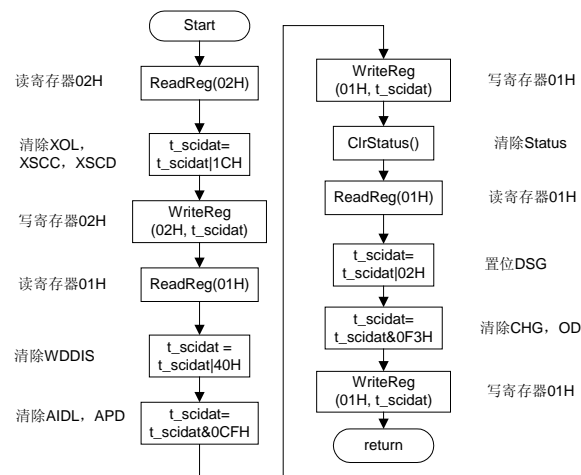 Start
读寄存器02H
ReadReg(02H)
清除XOL，
XSCC，XSCD
t_scidat=
t_scidat|1CH
写寄存器02H
WriteReg
(02H, t_scidat)
读寄存器01H
ReadReg(01H)
清除WDDIS
t_scidat =
t_scidat|40H
清除AIDL，APD
t_scidat=
t_scidat&0CFH
WriteReg
(01H, t_scidat)
写寄存器01H
ClrStatus()
清除Status
ReadReg(01H)
读寄存器01H
t_scidat=
t_scidat|02H
置位DSG
t_scidat=
t_scidat&0F3H
清除CHG，OD
WriteReg
(01H, t_scidat)
写寄存器01H
return